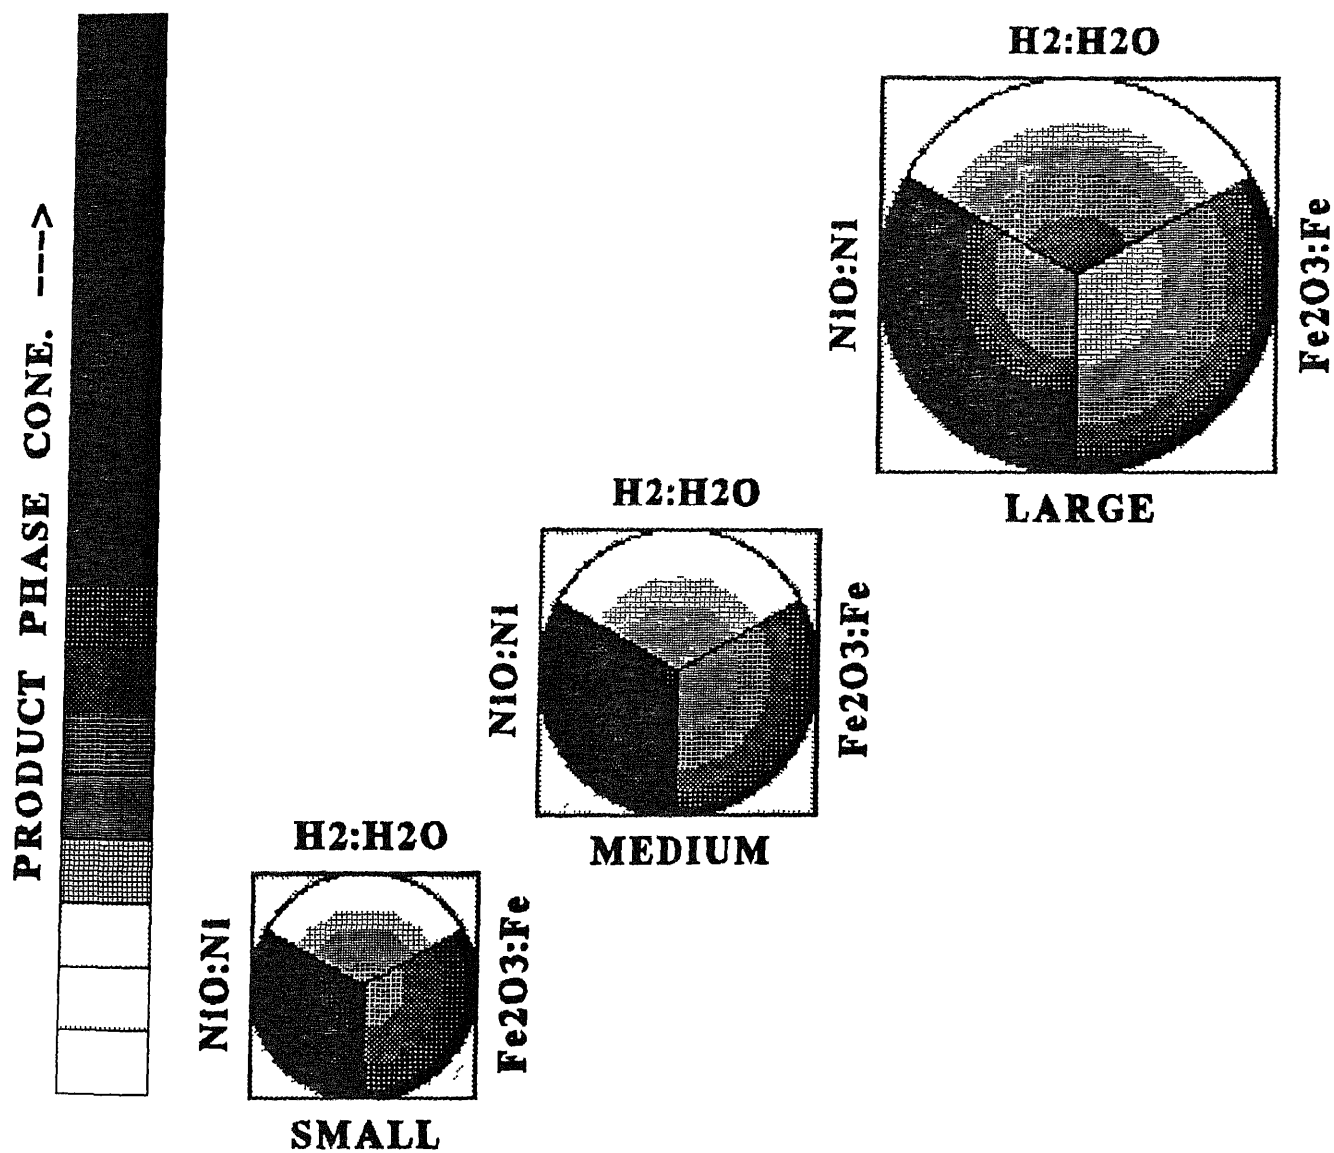 PRODUCT PHASE CONE. --->
H2:H2O
NiO:Ni
Fe2O3:Fe
LARGE
H2:H2O
NiO:Ni
Fe2O3:Fe
MEDIUM
H2:H2O
NiO:Ni
Fe2O3:Fe
SMALL